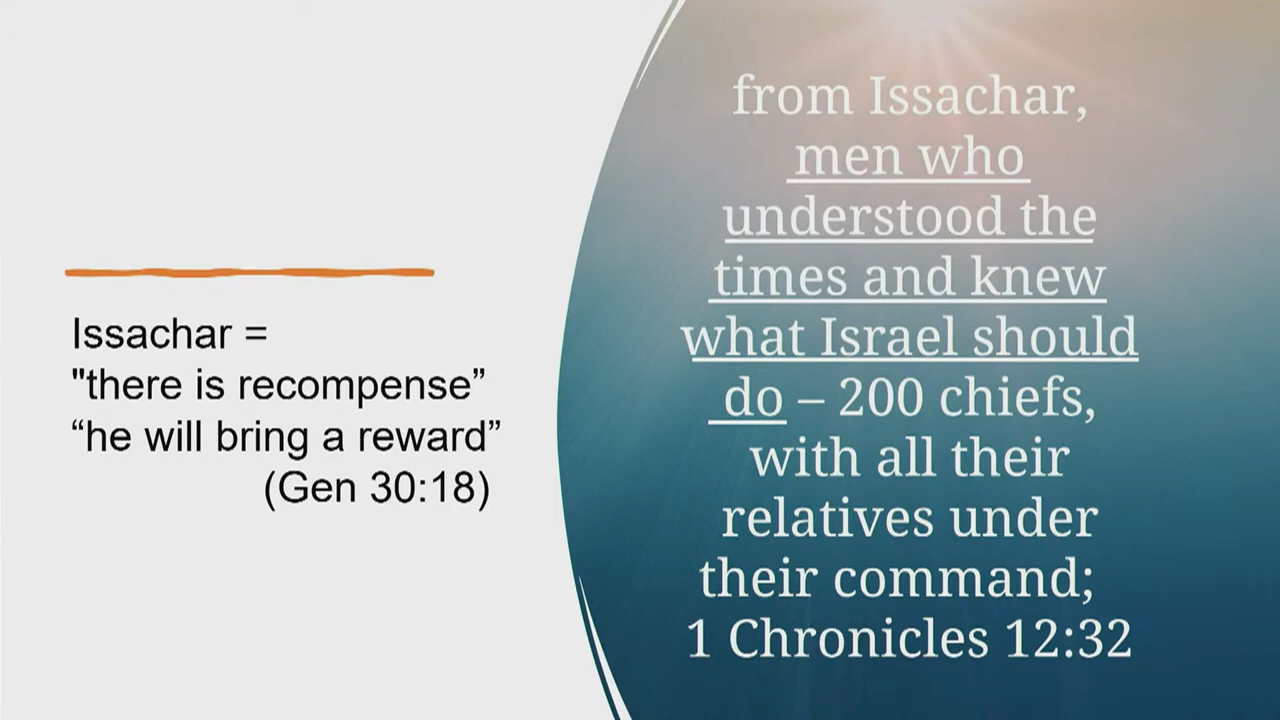 Issachar =
"there is recompense”
“he will bring a reward”
(Gen 30:18)
from Issachar,
men who
understood the
times and knew
what Israel should
do – 200 chiefs,
with all their
relatives under
their command;
1 Chronicles 12:32